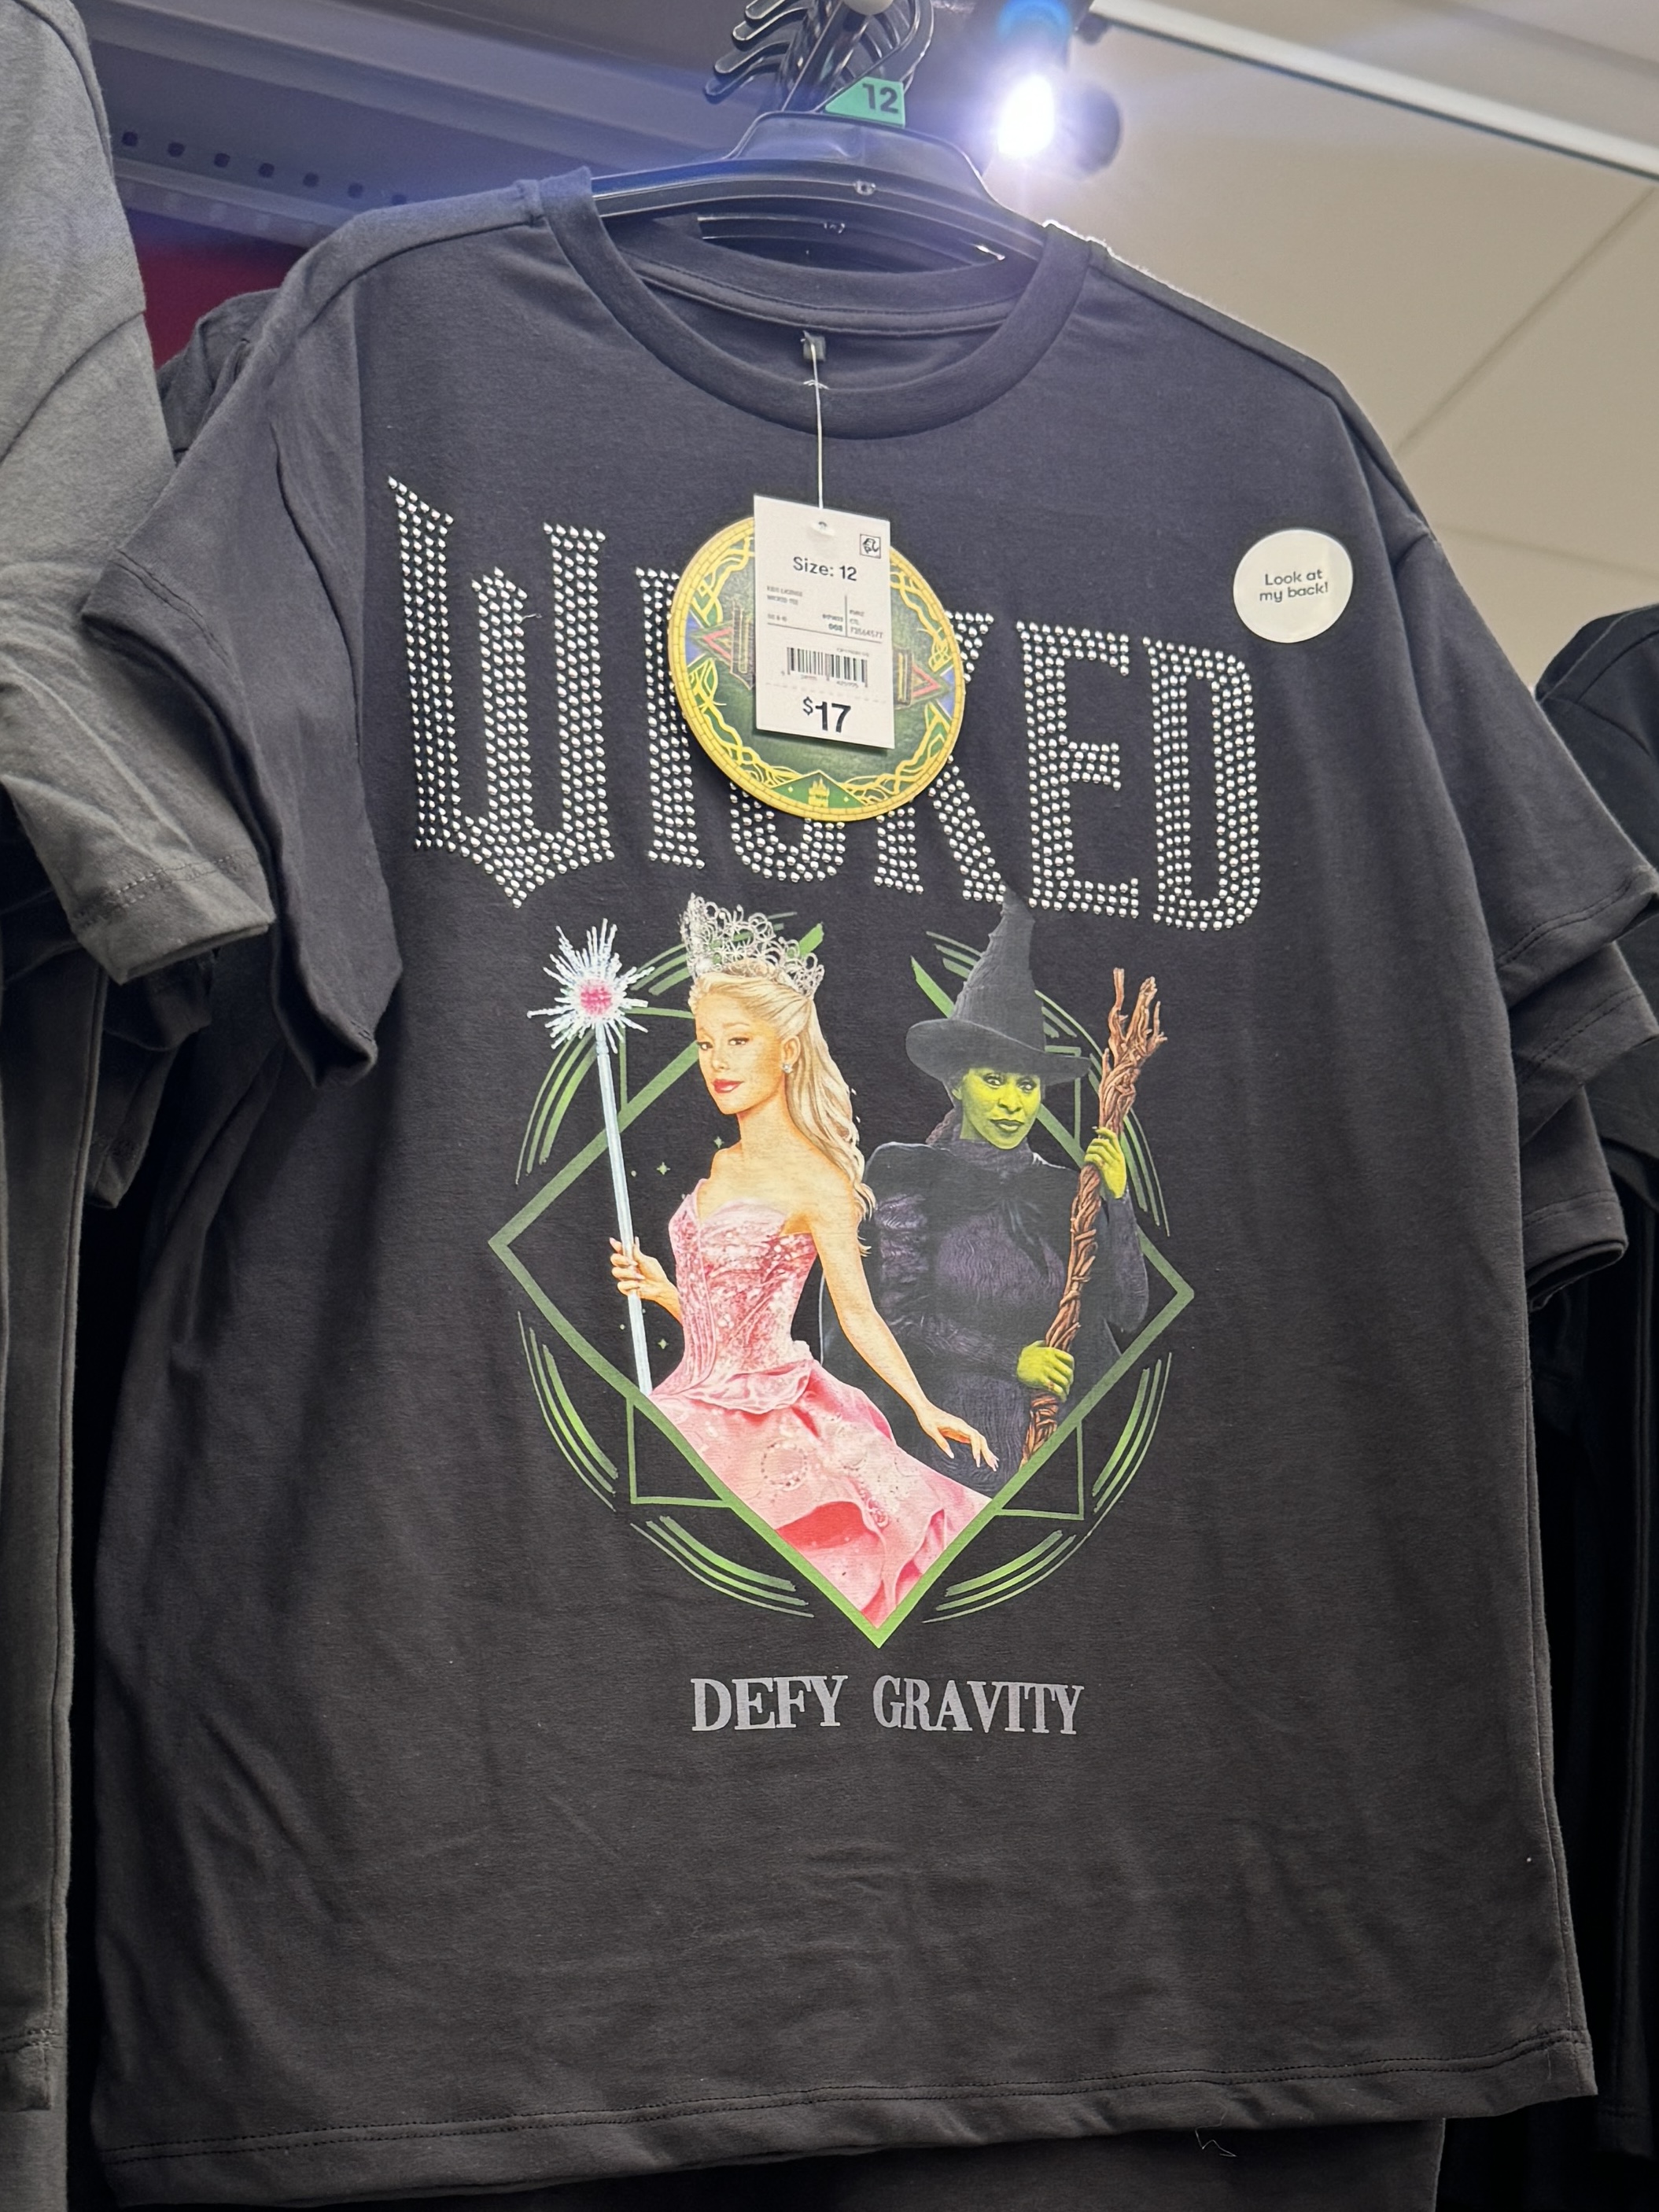 12
WICKED
Size: 12
$17
Look at
my back!
DEFY GRAVITY